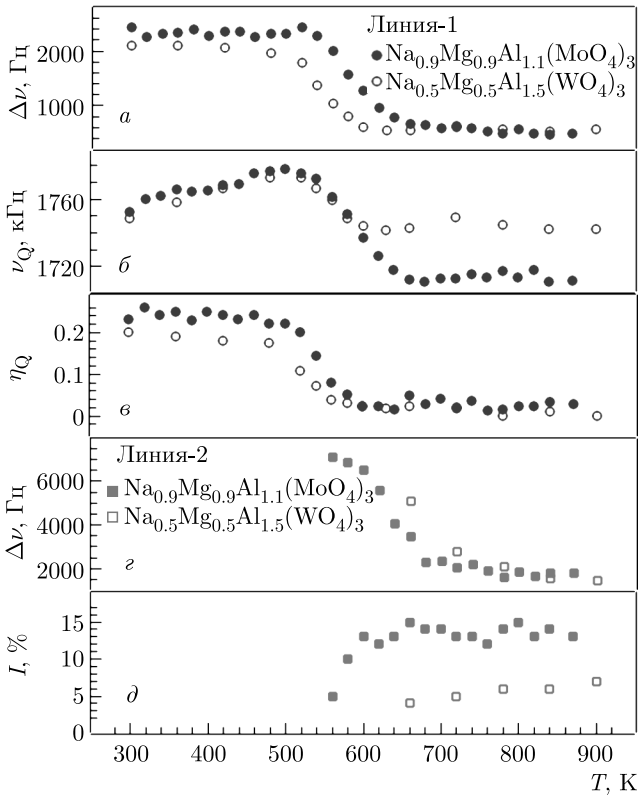 Линия-1
Na0.9Mg0.9Al1.1(MoO4)3
Na0.5Mg0.5Al1.5(WO4)3
Δν, Гц
2000
1000
а
νQ, кГц
1760
1720
б
ηQ
0.2
0.1
0
в
Линия-2
Na0.9Mg0.9Al1.1(MoO4)3
Na0.5Mg0.5Al1.5(WO4)3
Δν, Гц
6000
4000
2000
г
I, %
15
10
5
0
д
300 400 500 600 700 800 900
T, K